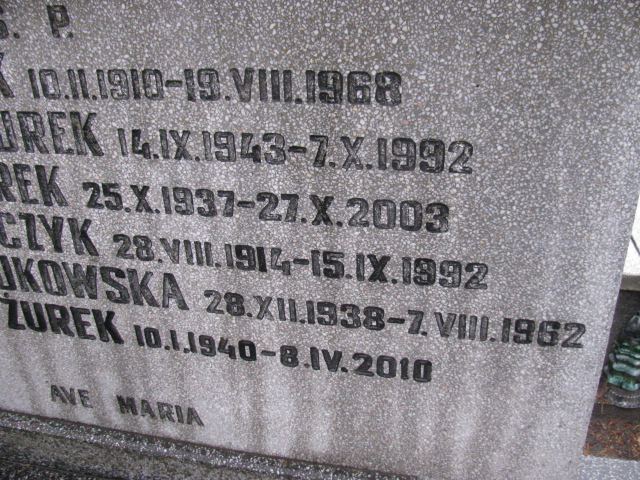 Ś. P.
K 10.II.1910-19.VIII.1968
UREK 14.IX.1943-7.X.1992
REK 25.X.1937-27.X.2003
CZYK 28.VIII.1914-15.IX.1992
UKOWSKA 28.XII.1938-7.VIII.1962
ŻUREK 10.I.1940-8.IV.2010
AVE MARIA